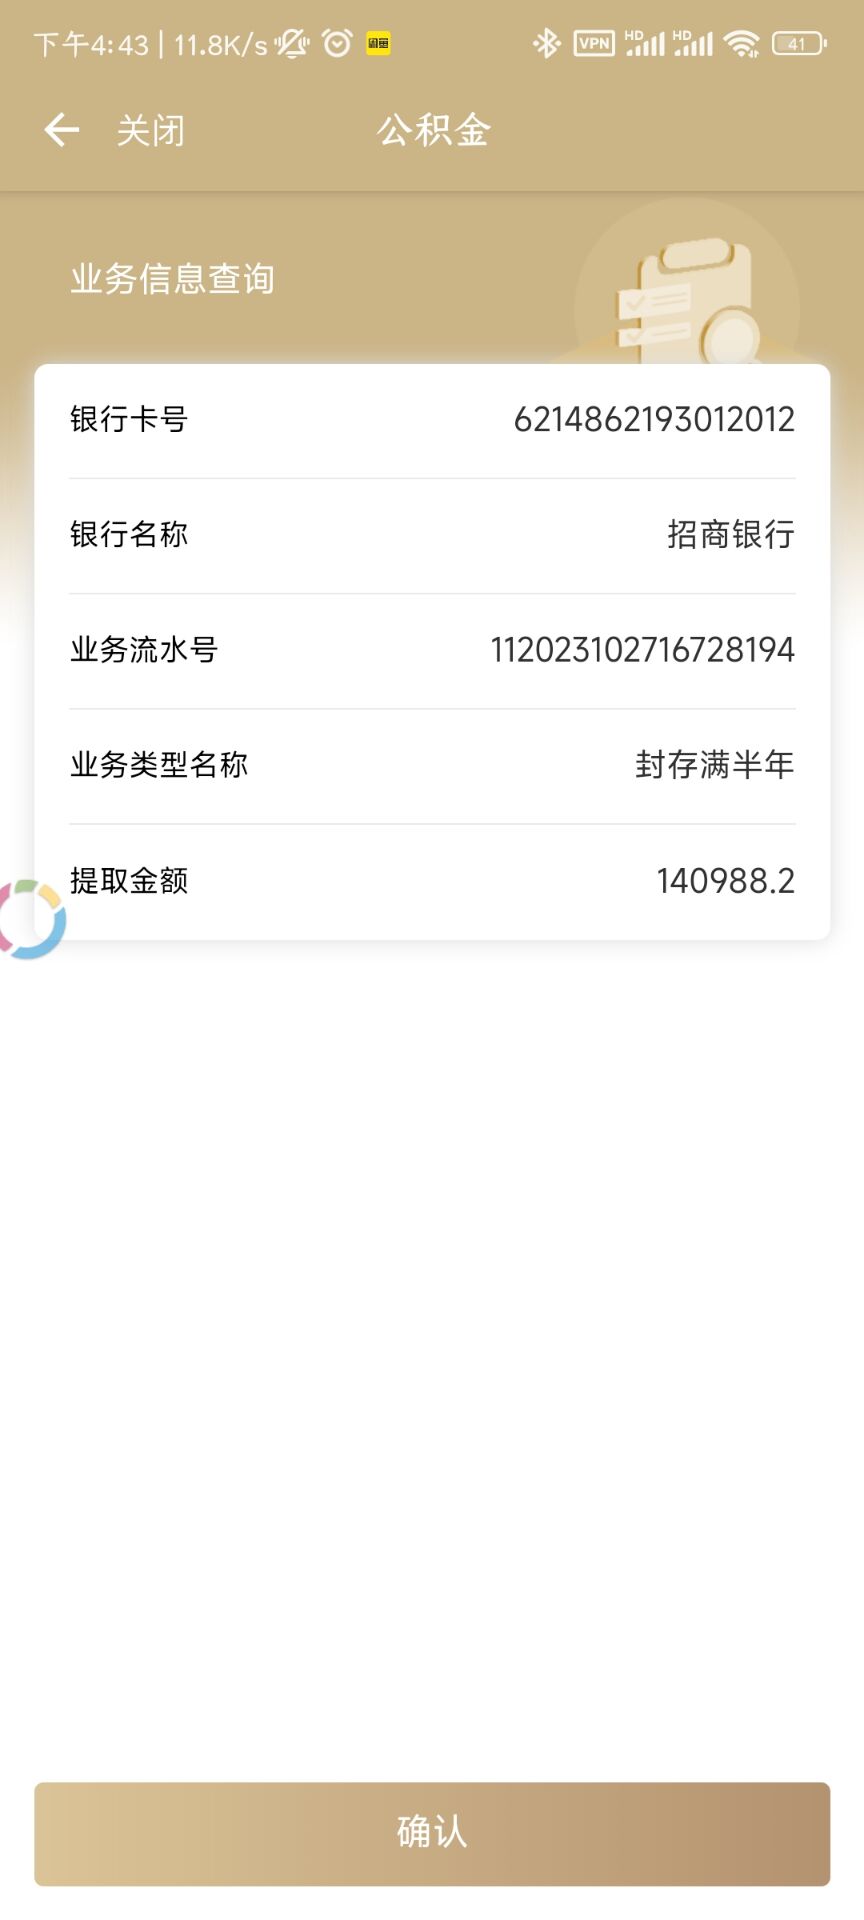 下午4:43 | 11.8K/s 闲鱼 VPN HD HD 41
关闭 公积金
业务信息查询
银行卡号 6214862193012012
银行名称 招商银行
业务流水号 112023102716728194
业务类型名称 封存满半年
提取金额 140988.2
确认